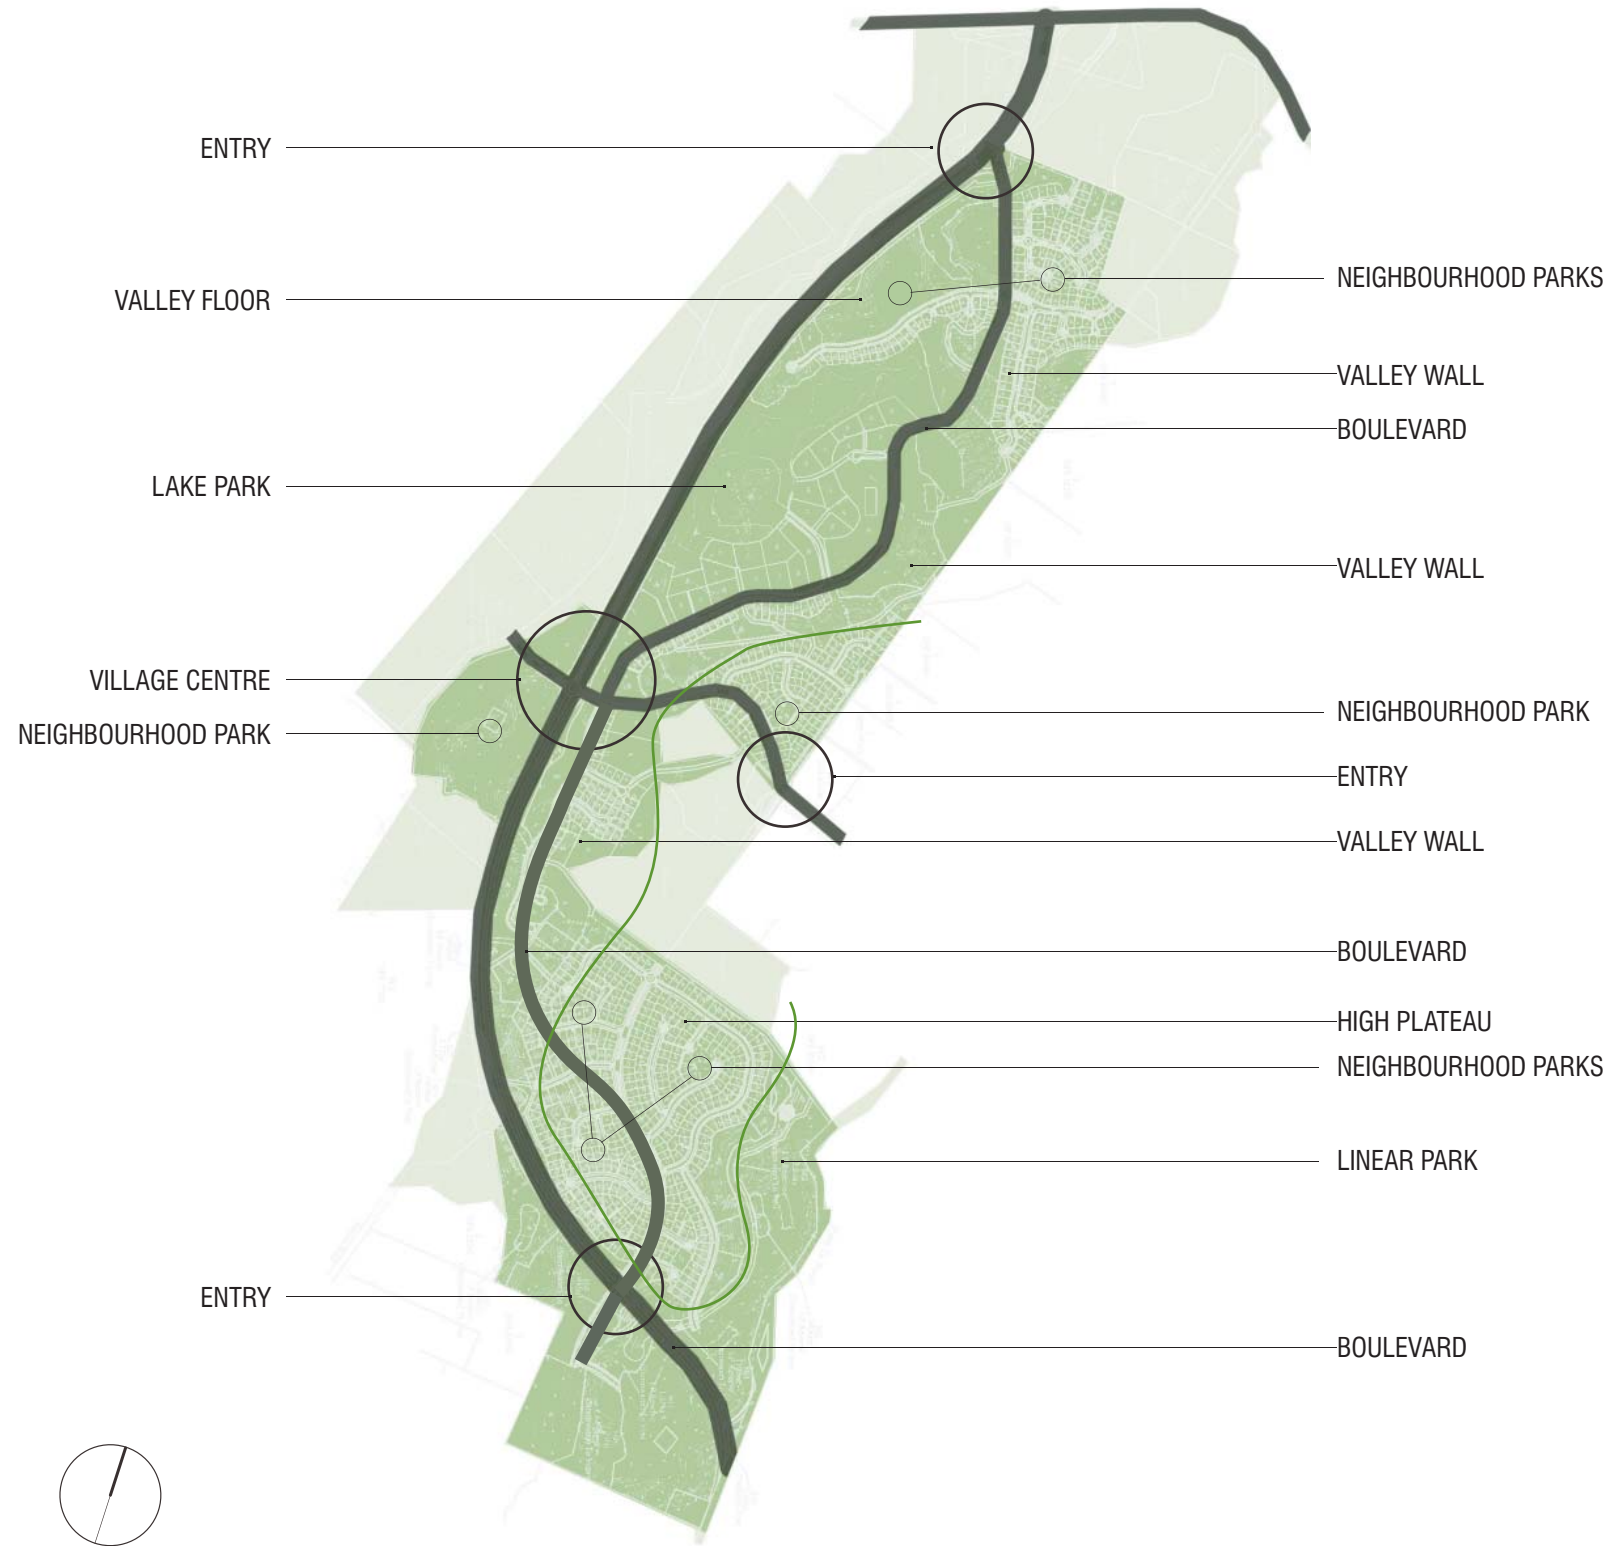 ENTRY
VALLEY FLOOR
LAKE PARK
VILLAGE CENTRE
NEIGHBOURHOOD PARK
ENTRY
NEIGHBOURHOOD PARKS
VALLEY WALL
BOULEVARD
VALLEY WALL
NEIGHBOURHOOD PARK
ENTRY
VALLEY WALL
BOULEVARD
HIGH PLATEAU
NEIGHBOURHOOD PARKS
LINEAR PARK
BOULEVARD